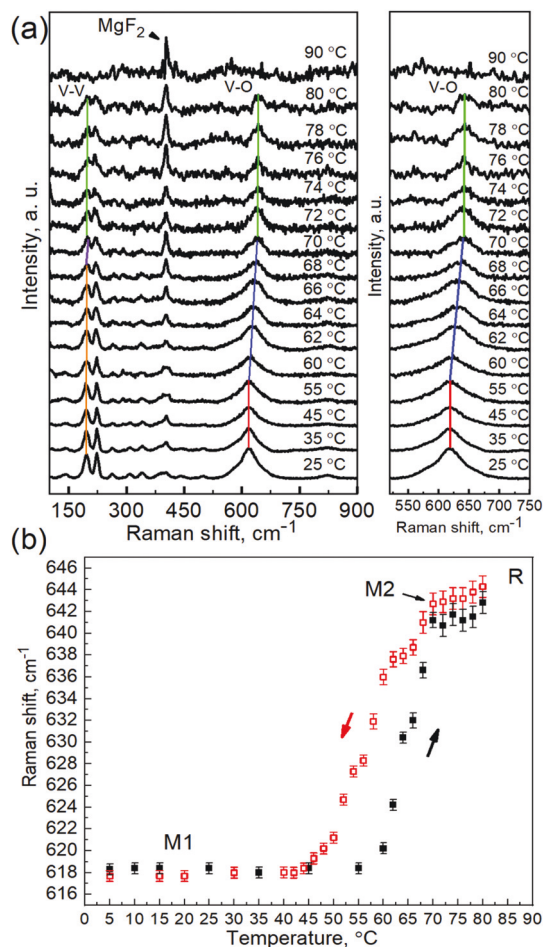 (a)
MgF2
V-V
V-O
90 °C
80 °C
78 °C
76 °C
74 °C
72 °C
70 °C
68 °C
66 °C
64 °C
62 °C
60 °C
55 °C
45 °C
35 °C
25 °C
Intensity, a. u.
150 300 450 600 750 900
Raman shift, cm-1
V-O
90 °C
80 °C
78 °C
76 °C
74 °C
72 °C
70 °C
68 °C
66 °C
64 °C
62 °C
60 °C
55 °C
45 °C
35 °C
25 °C
Intensity, a. u.
550 600 650 700 750
Raman shift, cm-1
(b)
646
644
642
640
638
636
632
630
628
626
624
622
620
618
616
Raman shift, cm-1
M2
R
M1
0 5 10 15 20 25 30 35 40 45 50 55 60 65 70 75 80 85 90
Temperature, °C